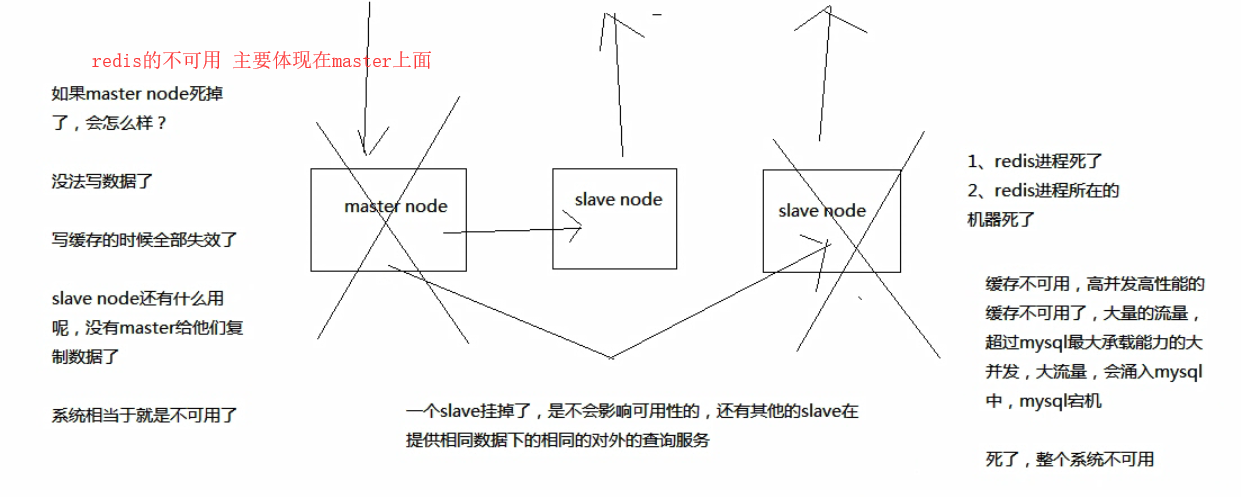 redis的不可用 主要体现在master上面
如果master node死掉
了，会怎么样？
没法写数据了
写缓存的时候全部失效了
slave node还有什么用
呢，没有master给他们复
制数据了
系统相当于就是不可用了
master node
slave node
slave node
一个slave挂掉了，是不会影响可用性的，还有其他的slave在
提供相同数据下的相同的对外的查询服务
1、redis进程死了
2、redis进程所在的
机器死了
缓存不可用，高并发高性能的
缓存不可用了，大量的流量，
超过mysql最大承载能力的大
并发，大流量，会涌入mysql
中，mysql宕机
死了，整个系统不可用